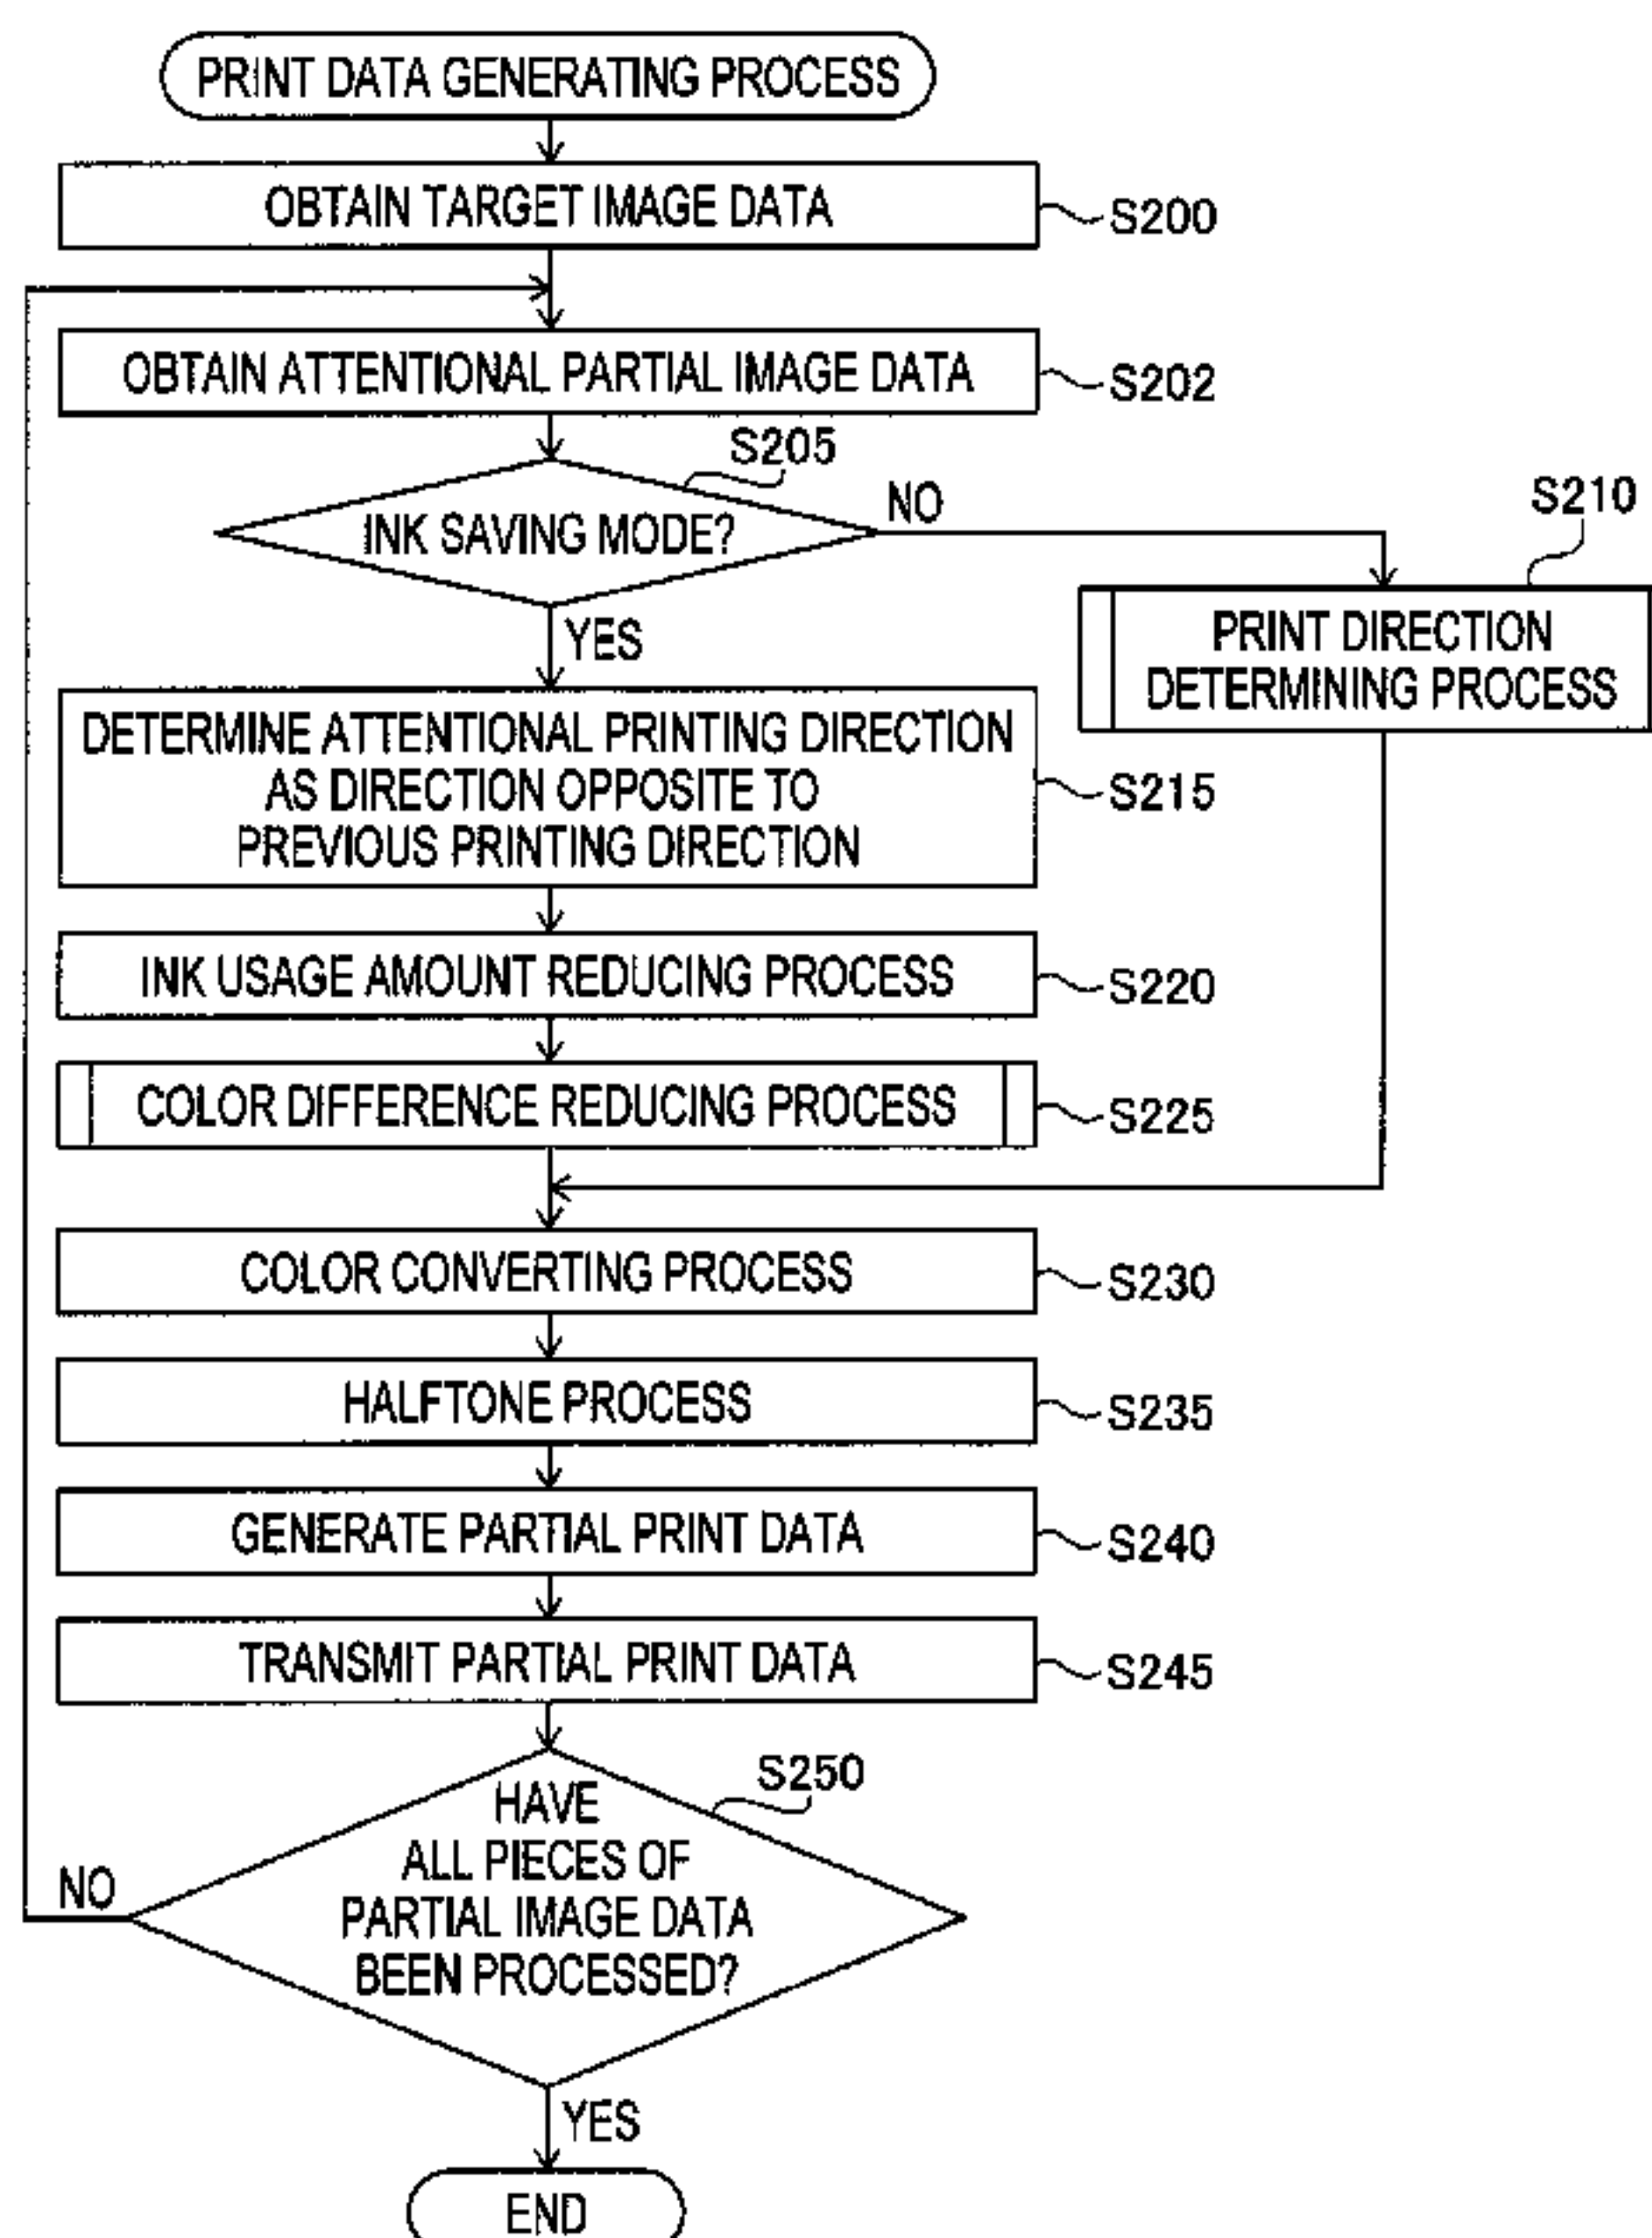 PRINT DATA GENERATING PROCESS
OBTAIN TARGET IMAGE DATA
S200
OBTAIN ATTENTIONAL PARTIAL IMAGE DATA
S202
S205
INK SAVING MODE?
NO
YES
S210
PRINT DIRECTION
DETERMINING PROCESS
DETERMINE ATTENTIONAL PRINTING DIRECTION
AS DIRECTION OPPOSITE TO
PREVIOUS PRINTING DIRECTION
S215
INK USAGE AMOUNT REDUCING PROCESS
S220
COLOR DIFFERENCE REDUCING PROCESS
S225
COLOR CONVERTING PROCESS
S230
HALFTONE PROCESS
S235
GENERATE PARTIAL PRINT DATA
S240
TRANSMIT PARTIAL PRINT DATA
S245
S250
HAVE
ALL PIECES OF
PARTIAL IMAGE DATA
BEEN PROCESSED?
NO
YES
END